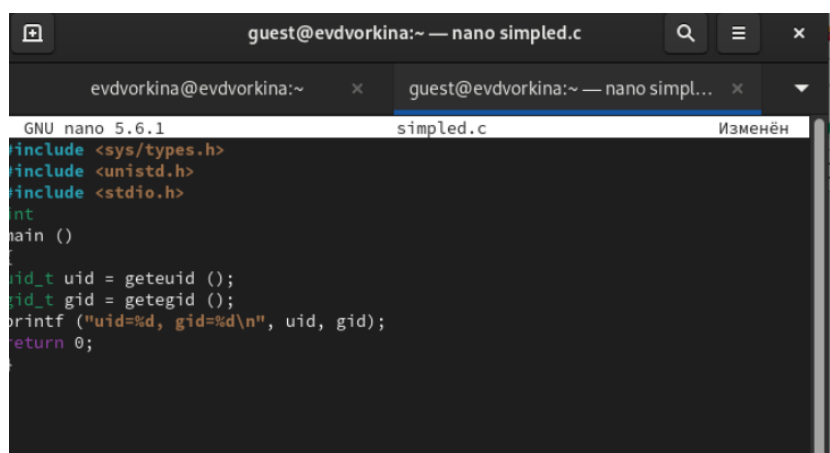 guest@evdvorkina:~ — nano simpled.c
evdvorkina@evdvorkina:~ guest@evdvorkina:~ — nano simpl...
GNU nano 5.6.1 simpled.c Изменён
#include <sys/types.h>
#include <unistd.h>
#include <stdio.h>
int
main ()
{
uid_t uid = geteuid ();
gid_t gid = getegid ();
printf ("uid=%d, gid=%d\n", uid, gid);
return 0;
}